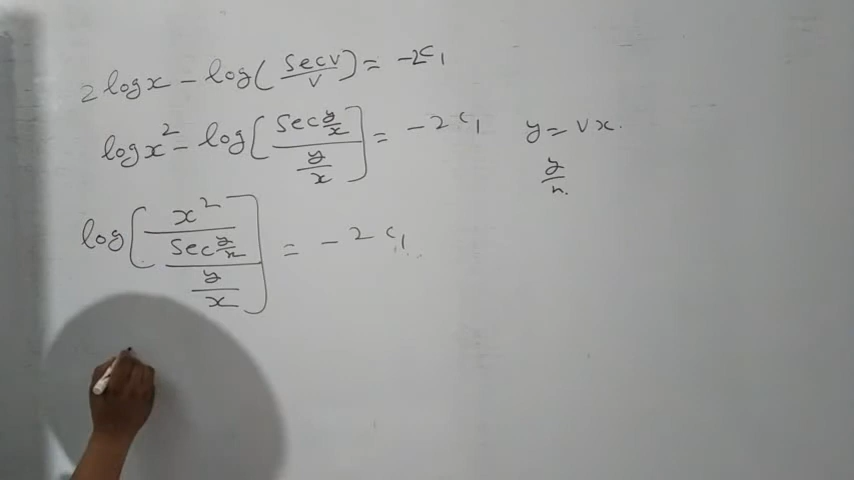 2 log x - log( sec v / v ) = -2c₁
log x² - log[ sec y/x / y/x ] = -2c₁
y = vx.
y/x.
log[ x² / sec y/x / y/x ] = -2c₁